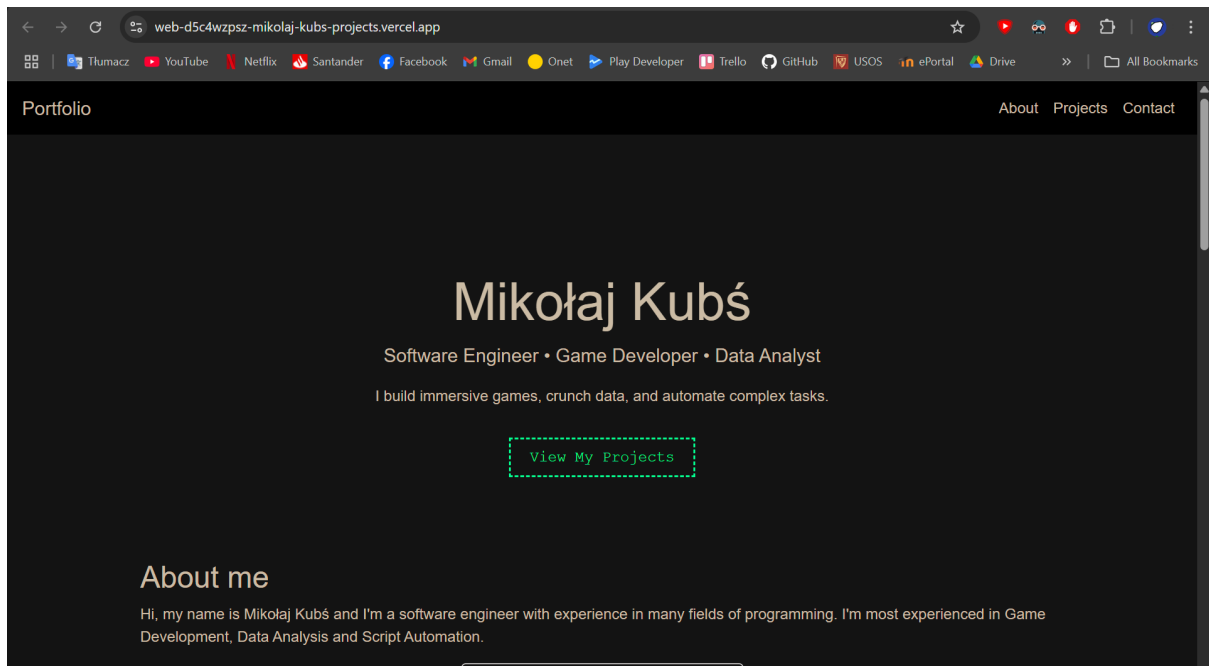 web-d5c4wzpsz-mikolaj-kubs-projects.vercel.app
Tłumacz YouTube Netflix Santander Facebook Gmail Onet Play Developer Trello GitHub USOS ePortal Drive » All Bookmarks
Portfolio About Projects Contact
Mikołaj Kubś
Software Engineer • Game Developer • Data Analyst
I build immersive games, crunch data, and automate complex tasks.
View My Projects
About me
Hi, my name is Mikołaj Kubś and I'm a software engineer with experience in many fields of programming. I'm most experienced in Game
Development, Data Analysis and Script Automation.